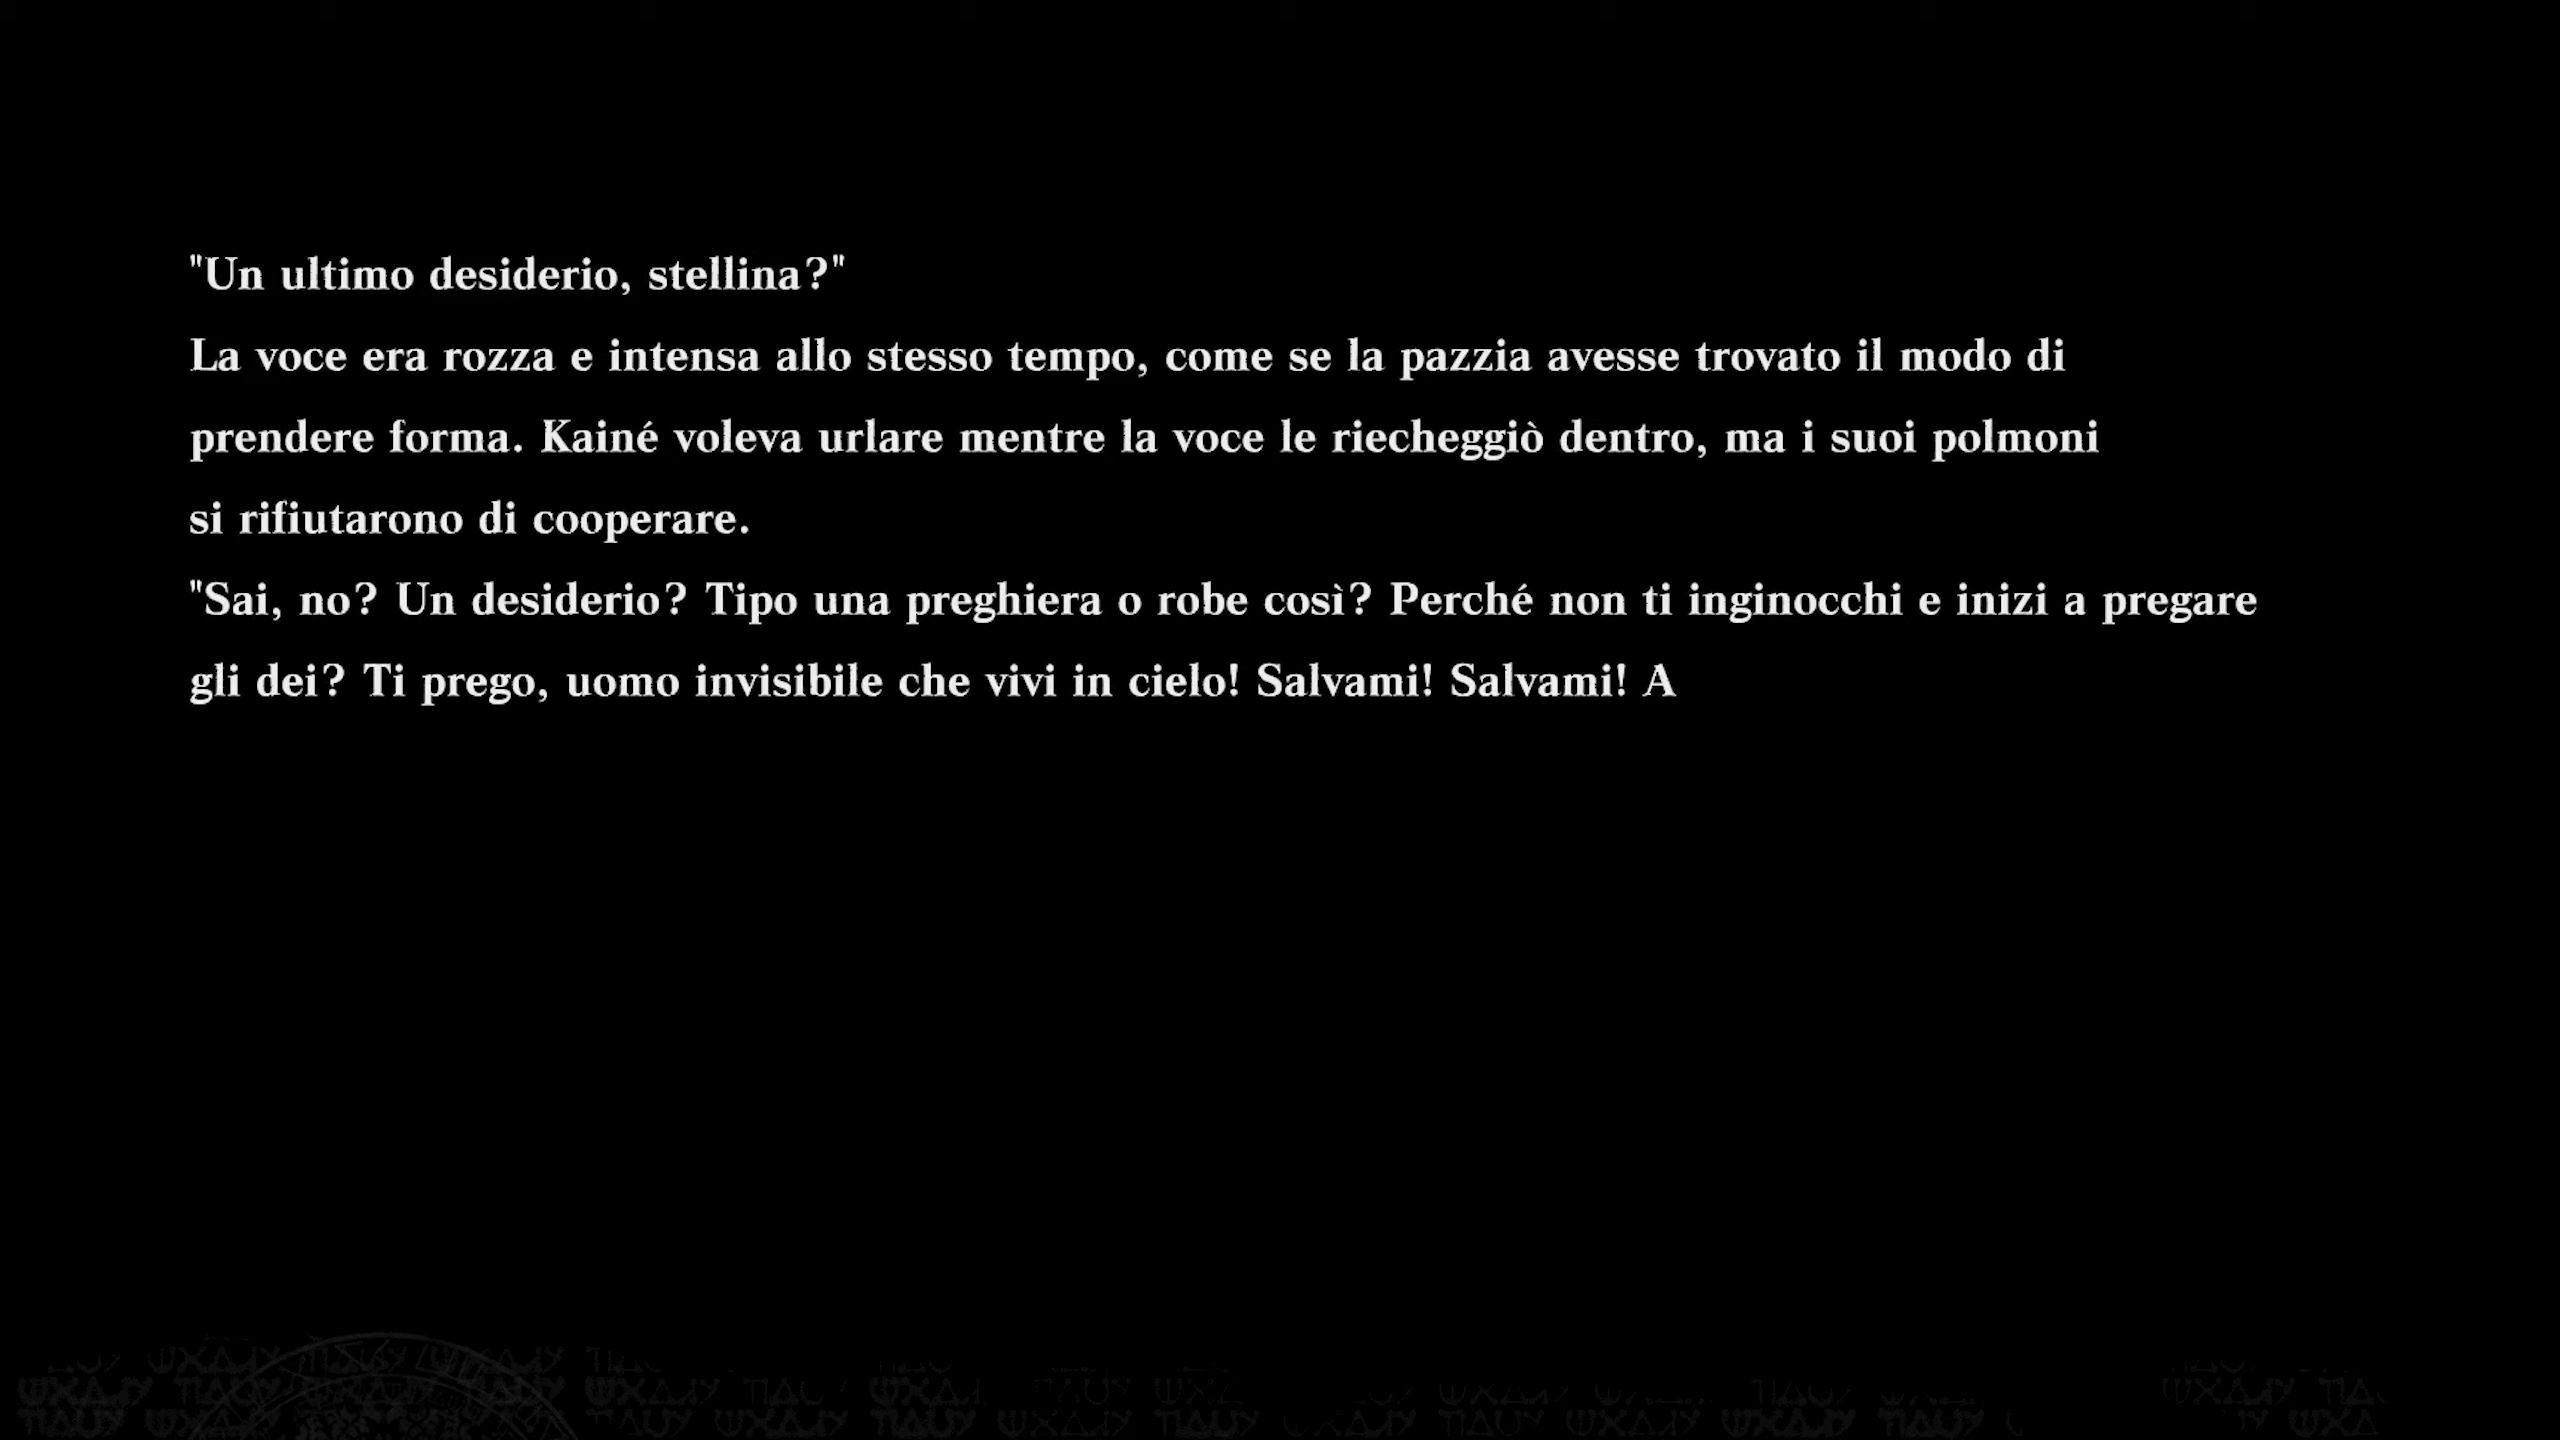 "Un ultimo desiderio, stellina?"
La voce era rozza e intensa allo stesso tempo, come se la pazzia avesse trovato il modo di
prendere forma. Kainé voleva urlare mentre la voce le riecheggiò dentro, ma i suoi polmoni
si rifiutarono di cooperare.
"Sai, no? Un desiderio? Tipo una preghiera o robe così? Perché non ti inginocchi e inizi a pregare
gli dei? Ti prego, uomo invisibile che vivi in cielo! Salvami! Salvami! A